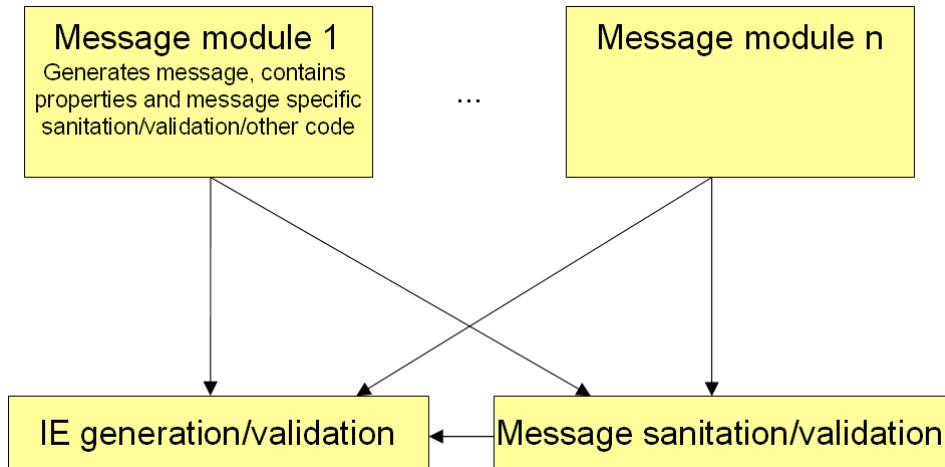 Message module 1
Generates message, contains
properties and message specific
sanitation/validation/other code
...
Message module n
IE generation/validation
Message sanitation/validation